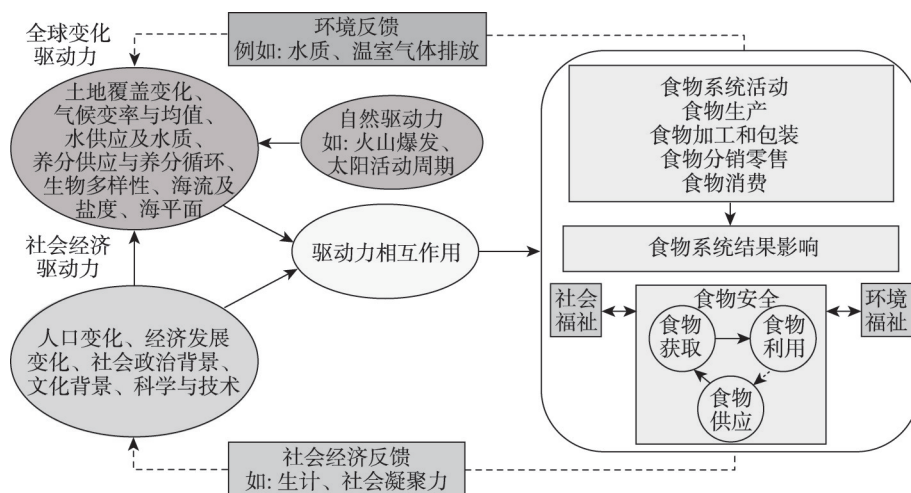 全球变化
驱动力
环境反馈
例如: 水质、温室气体排放
土地覆盖变化、
气候变率与均值、
水供应及水质、
养分供应与养分循环、
生物多样性、海流及
盐度、海平面
自然驱动力
如: 火山爆发、
太阳活动周期
社会经济
驱动力
驱动力相互作用
人口变化、经济发展
变化、社会政治背景、
文化背景、科学与技术
社会经济反馈
如: 生计、社会凝聚力
食物系统活动
食物生产
食物加工和包装
食物分销零售
食物消费
食物系统结果影响
社会
福祉
食物安全
食物
获取
食物
利用
食物
供应
环境
福祉